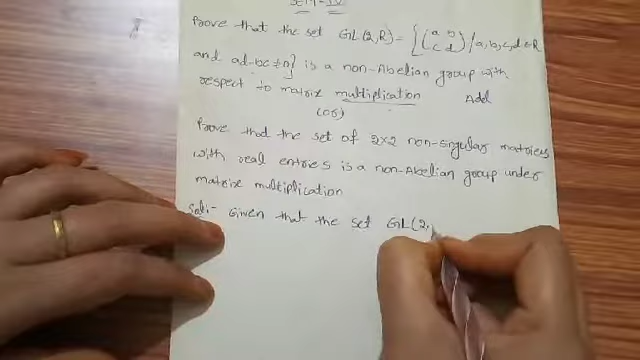 Prove that the set GL(2,R) = {(a b c d) / a,b,c,d ∈ R
and ad-bc≠0} is a non-Abelian group with
respect to matrix multiplication Add
(OR)
Prove that the set of 2x2 non-singular matrices
with real entries is a non-Abelian group under
matrix multiplication
Sol:- Given that the set GL(2,